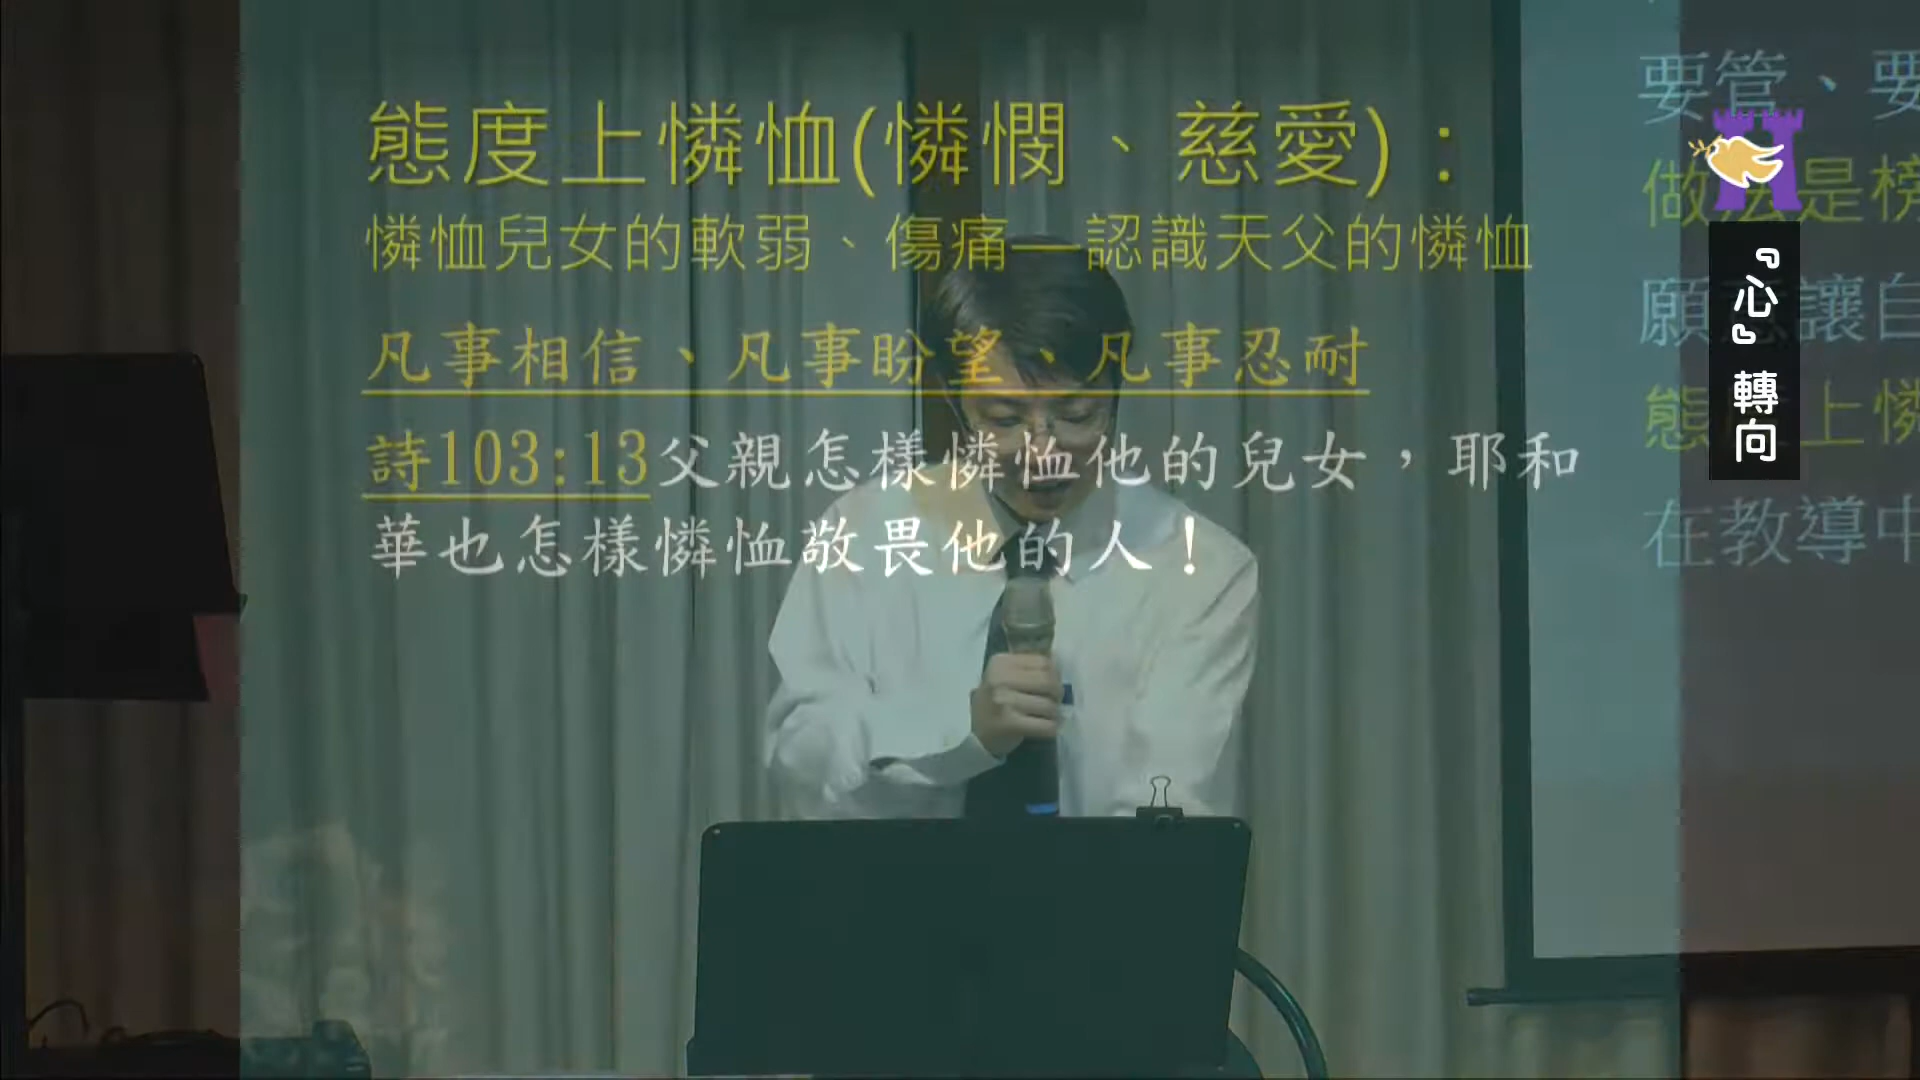 態度上憐恤(憐憫、慈愛)：
憐恤兒女的軟弱、傷痛—認識天父的憐恤
凡事相信、凡事盼望、凡事忍耐
詩103:13父親怎樣憐恤他的兒女，耶和
華也怎樣憐恤敬畏他的人！
要管、要
做法是榜
願意讓自
態度上憐
在教導中
『心』轉向